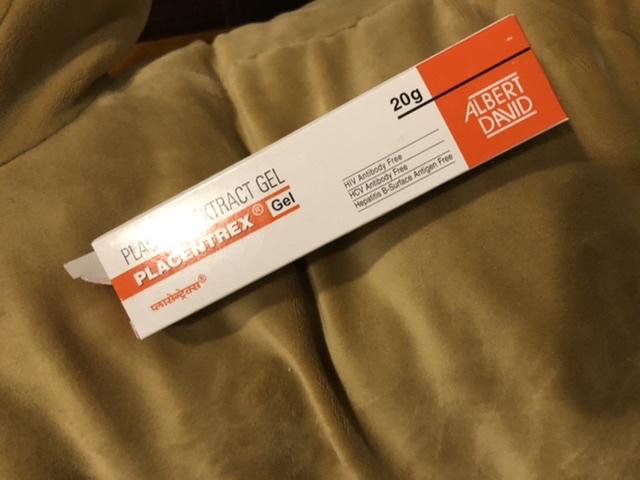 20g
ALBERT
DAVID
HIV Antibody Free
HCV Antibody Free
Hepatitis B-Surface Antigen Free
EXTRACT GEL
PLACENTREX® Gel
प्लासेन्ट्रेक्स®